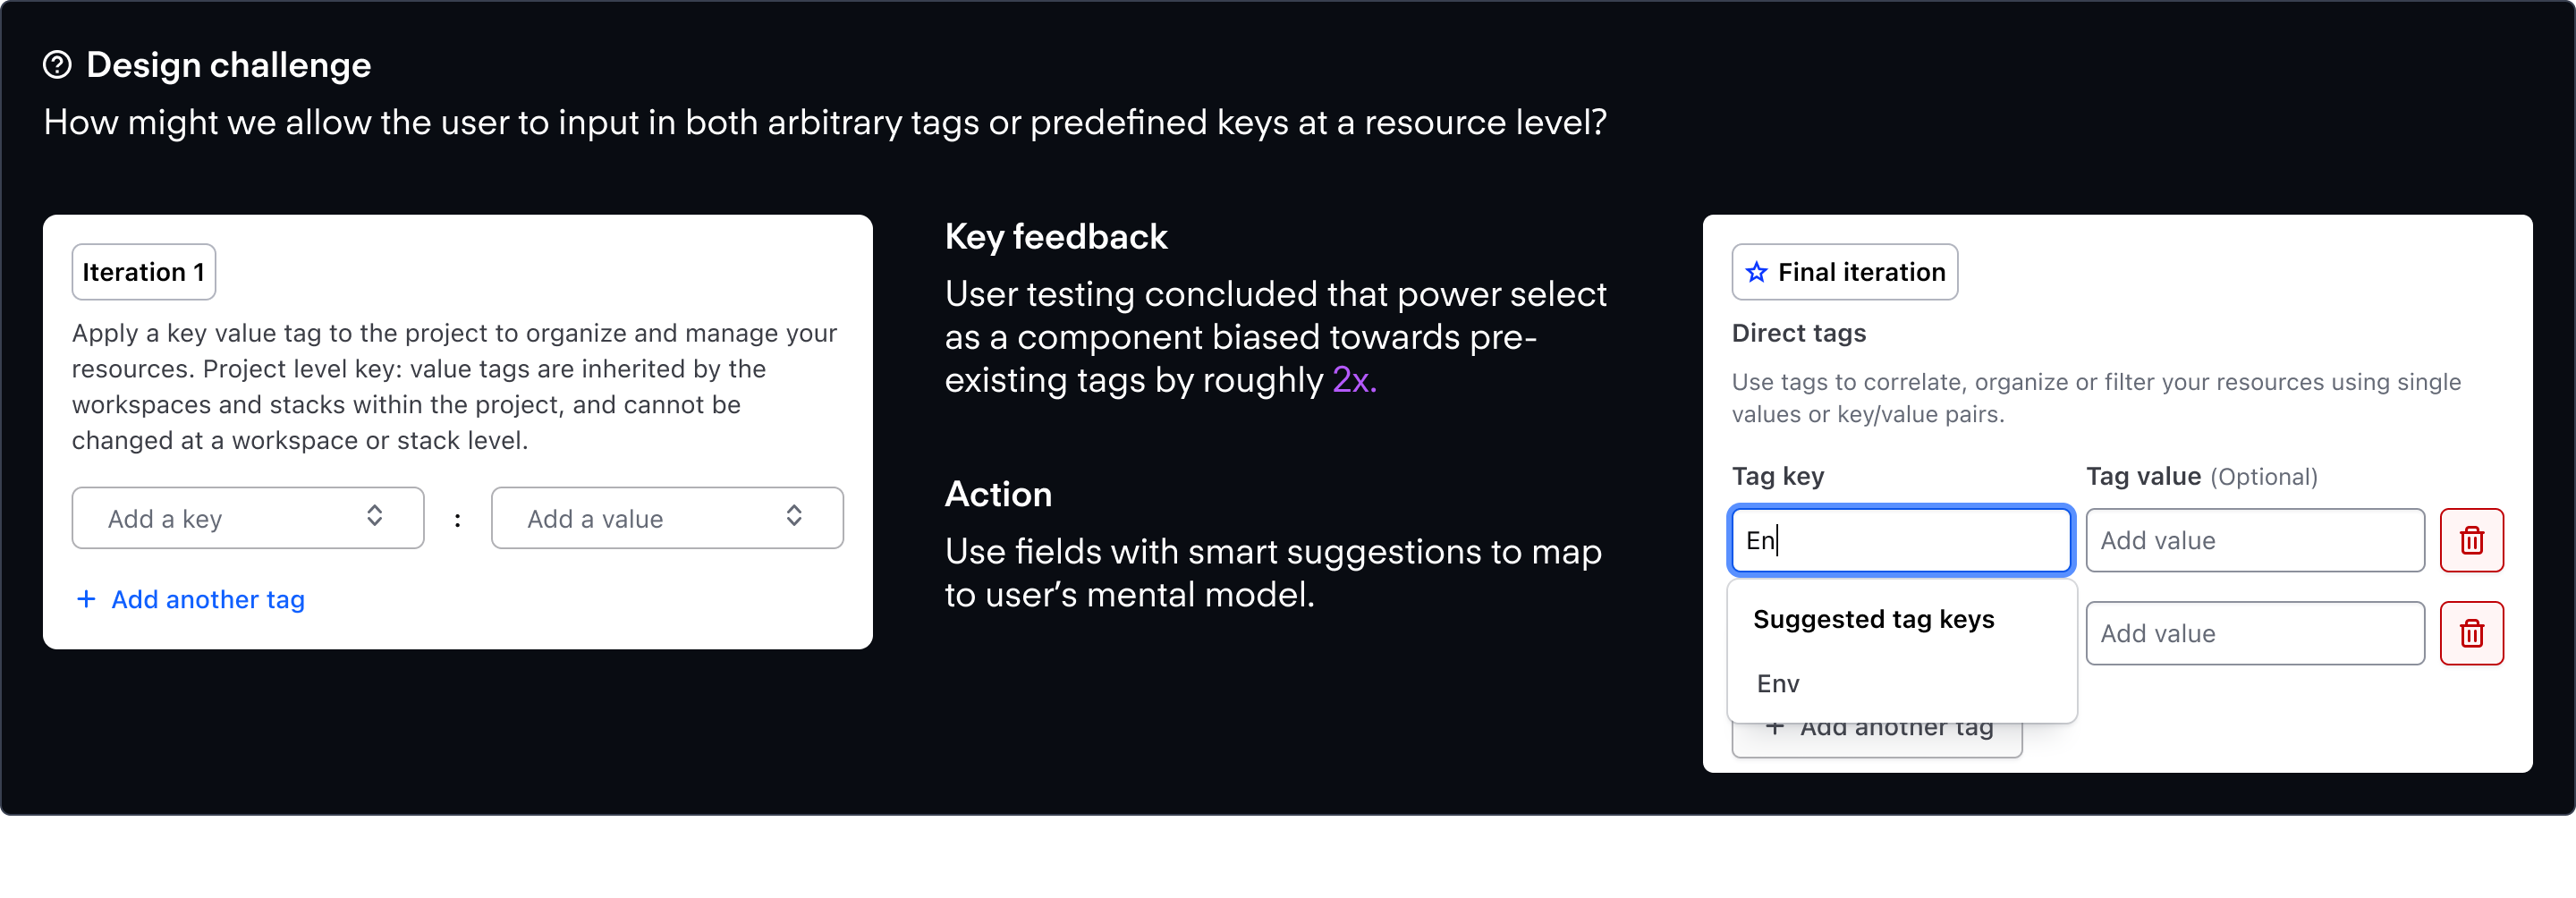 Design challenge
How might we allow the user to input in both arbitrary tags or predefined keys at a resource level?
Iteration 1
Apply a key value tag to the project to organize and manage your
resources. Project level key: value tags are inherited by the
workspaces and stacks within the project, and cannot be
changed at a workspace or stack level.
Add a key : Add a value
+ Add another tag
Key feedback
User testing concluded that power select
as a component biased towards pre-
existing tags by roughly 2x.
Action
Use fields with smart suggestions to map
to user’s mental model.
Final iteration
Direct tags
Use tags to correlate, organize or filter your resources using single
values or key/value pairs.
Tag key Tag value (Optional)
En Add value
Suggested tag keys Add value
Env
+ Add another tag